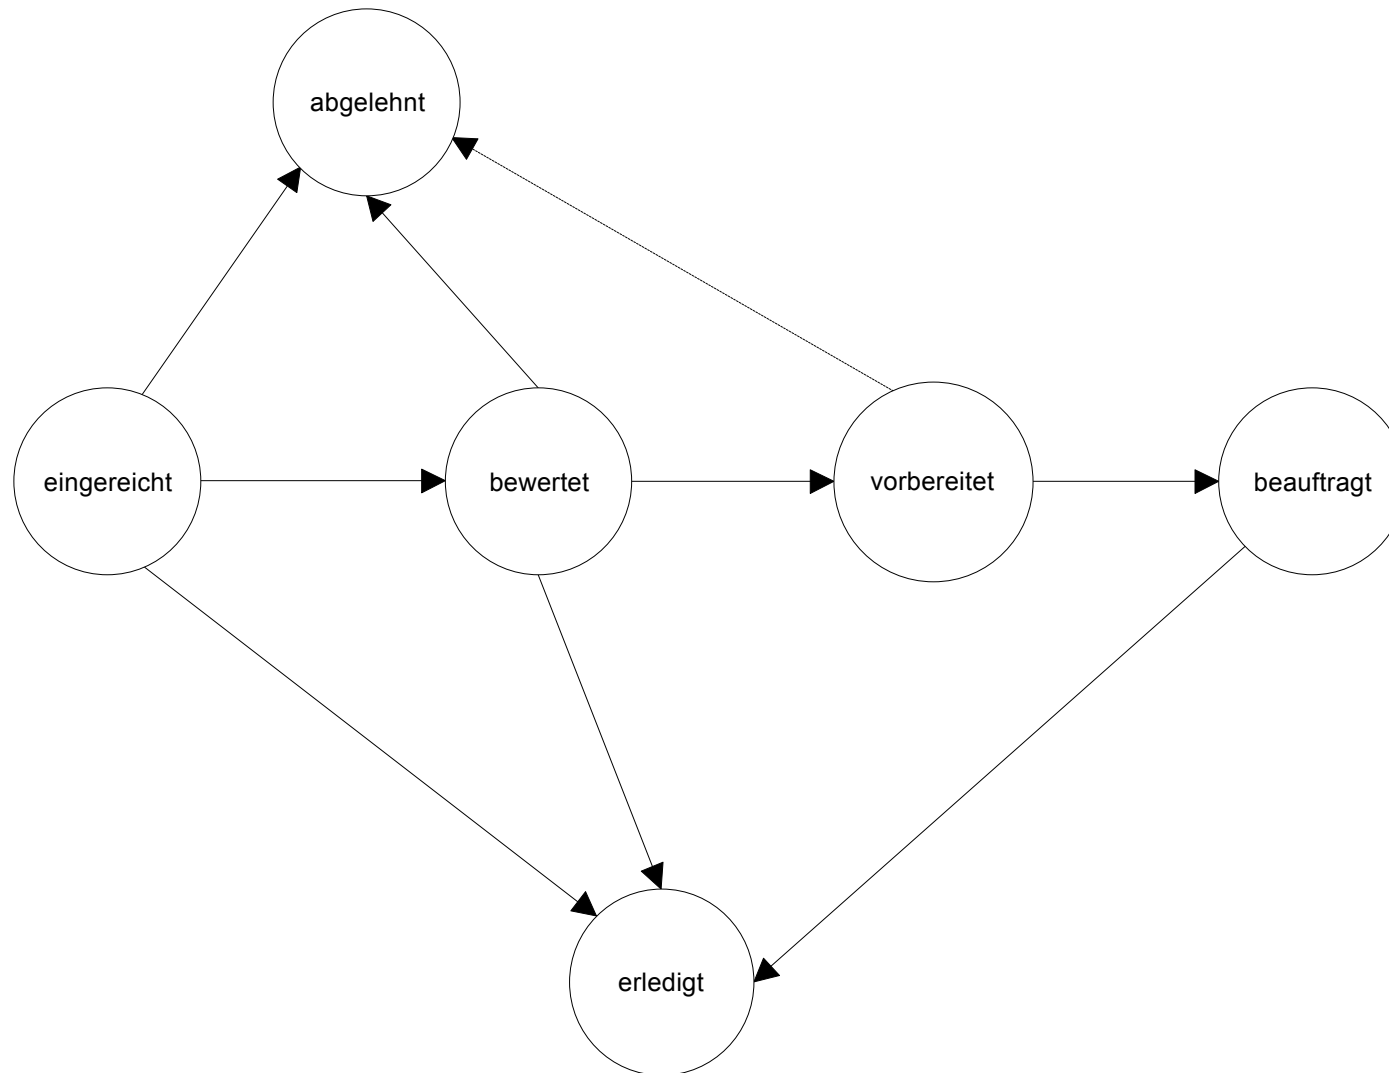 abgelehnt
eingereicht
bewertet
vorbereitet
beauftragt
erledigt